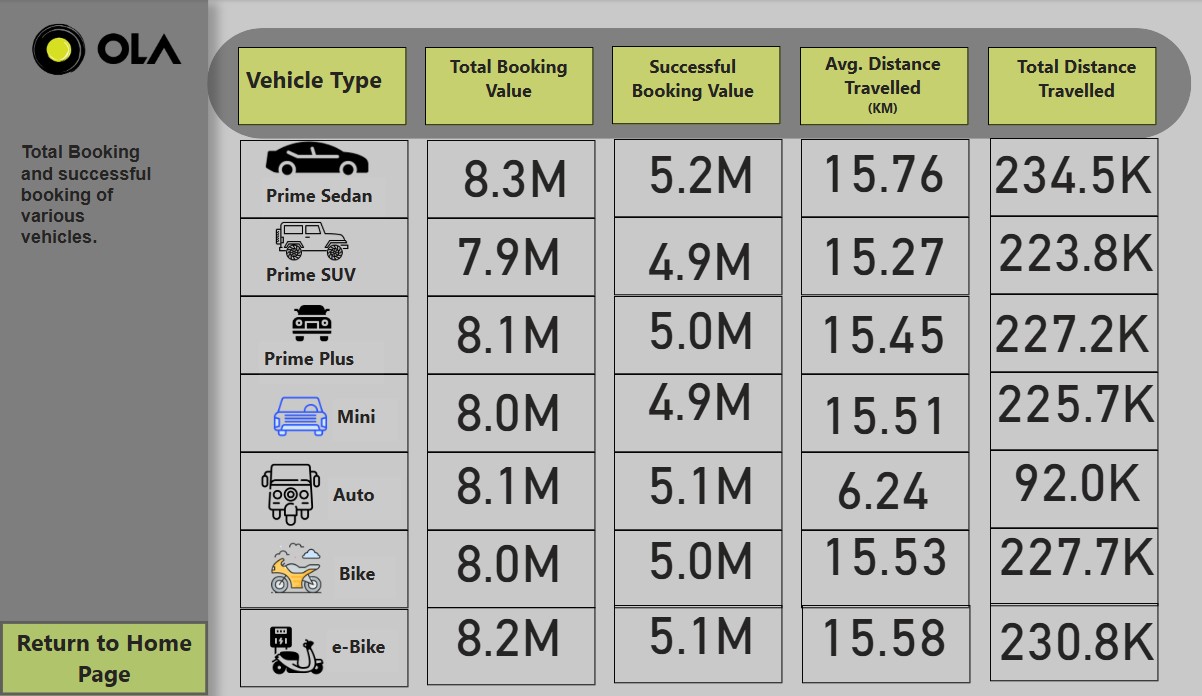 OLA
Total Booking
and successful
booking of
various
vehicles.
Return to Home
Page
Vehicle Type
Total Booking
Value
Successful
Booking Value
Avg. Distance
Travelled
(KM)
Total Distance
Travelled
Prime Sedan
8.3M
5.2M
15.76
234.5K
Prime SUV
7.9M
4.9M
15.27
223.8K
Prime Plus
8.1M
5.0M
15.45
227.2K
Mini
8.0M
4.9M
15.51
225.7K
Auto
8.1M
5.1M
6.24
92.0K
Bike
8.0M
5.0M
15.53
227.7K
e-Bike
8.2M
5.1M
15.58
230.8K